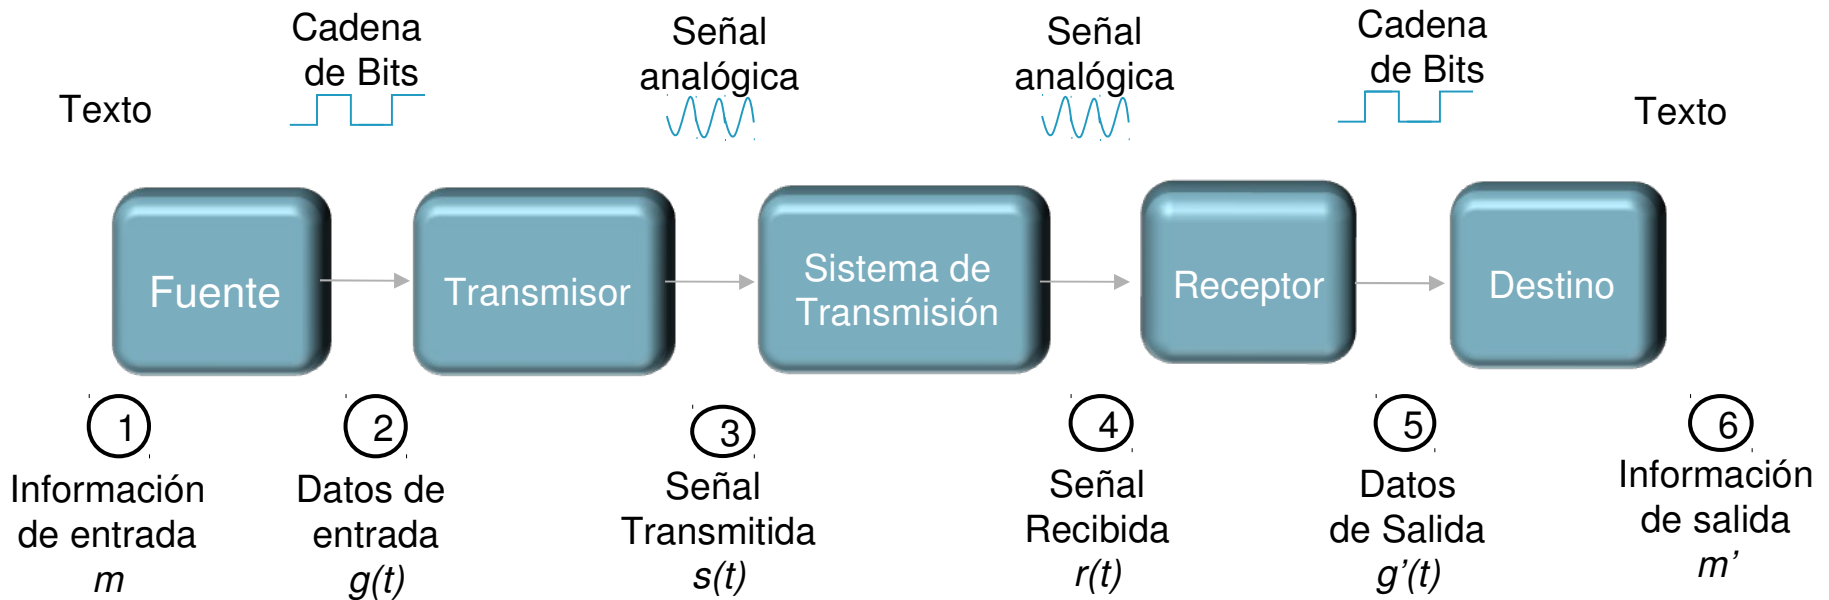 Texto
Cadena
de Bits
Señal
analógica
Señal
analógica
Cadena
de Bits
Texto
Fuente
Transmisor
Sistema de
Transmisión
Receptor
Destino
1
Información
de entrada
m
2
Datos de
entrada
g(t)
3
Señal
Transmitida
s(t)
4
Señal
Recibida
r(t)
5
Datos
de Salida
g’(t)
6
Información
de salida
m’